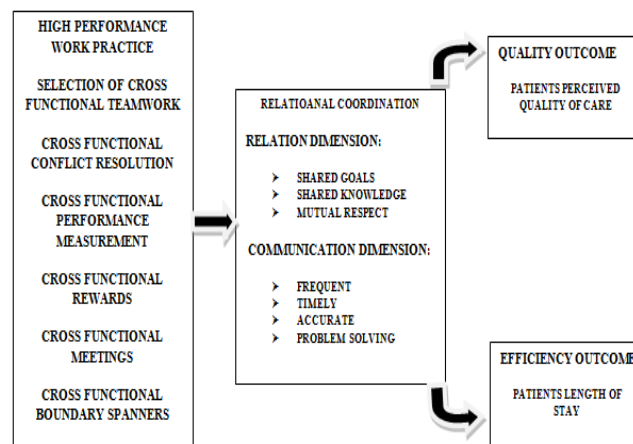 HIGH PERFORMANCE
WORK PRACTICE
SELECTION OF CROSS
FUNCTIONAL TEAMWORK
CROSS FUNCTIONAL
CONFLICT RESOLUTION
CROSS FUNCTIONAL
PERFORMANCE
MEASUREMENT
CROSS FUNCTIONAL
REWARDS
CROSS FUNCTIONAL
MEETINGS
CROSS FUNCTIONAL
BOUNDARY SPANNERS
RELATIOANAL COORDINATION
RELATION DIMENSION:
SHARED GOALS
SHARED KNOWLEDGE
MUTUAL RESPECT
COMMUNICATION DIMENSION:
FREQUENT
TIMELY
ACCURATE
PROBLEM SOLVING
QUALITY OUTCOME
PATIENTS PERCEIVED
QUALITY OF CARE
EFFICIENCY OUTCOME
PATIENTS LENGTH OF
STAY